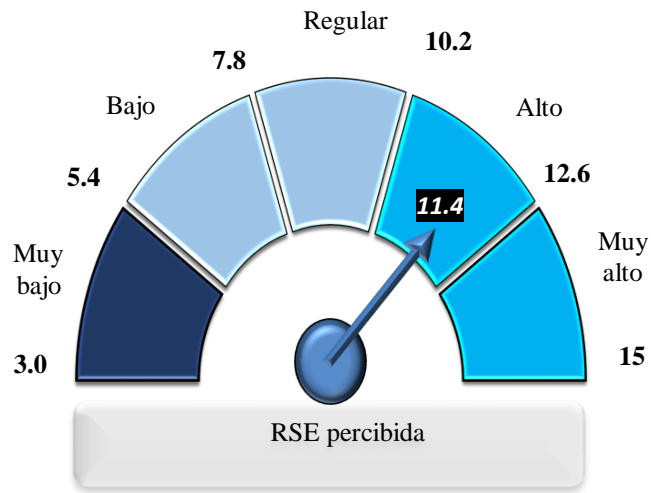 Regular
7.8
10.2
Bajo
Alto
5.4
12.6
11.4
Muy
bajo
Muy
alto
3.0
15
RSE percibida